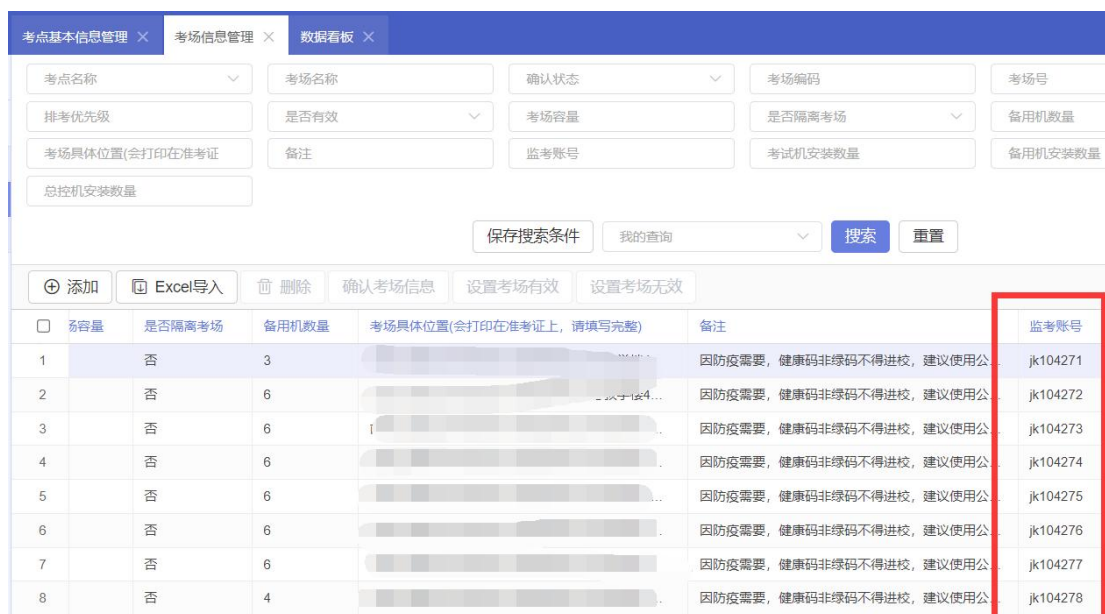 考点基本信息管理 × 考场信息管理 × 数据看板 ×
考点名称 考场名称 确认状态 考场编码 考场号
排考优先级 是否有效 考场容量 是否隔离考场 备用机数量
考场具体位置(会打印在准考证 备注 监考账号 考试机安装数量 备用机安装数量
总控机安装数量
保存搜索条件 我的查询 搜索 重置
添加 Excel导入 删除 确认考场信息 设置考场有效 设置考场无效
场容量 是否隔离考场 备用机数量 考场具体位置(会打印在准考证上，请填写完整) 备注 监考账号
1 否 3 因防疫需要，健康码非绿码不得进校，建议使用公... jk104271
2 否 6 教学楼4... 因防疫需要，健康码非绿码不得进校，建议使用公... jk104272
3 否 6 因防疫需要，健康码非绿码不得进校，建议使用公... jk104273
4 否 6 因防疫需要，健康码非绿码不得进校，建议使用公... jk104274
5 否 6 因防疫需要，健康码非绿码不得进校，建议使用公... jk104275
6 否 6 因防疫需要，健康码非绿码不得进校，建议使用公... jk104276
7 否 6 因防疫需要，健康码非绿码不得进校，建议使用公... jk104277
8 否 4 因防疫需要，健康码非绿码不得进校，建议使用公... jk104278